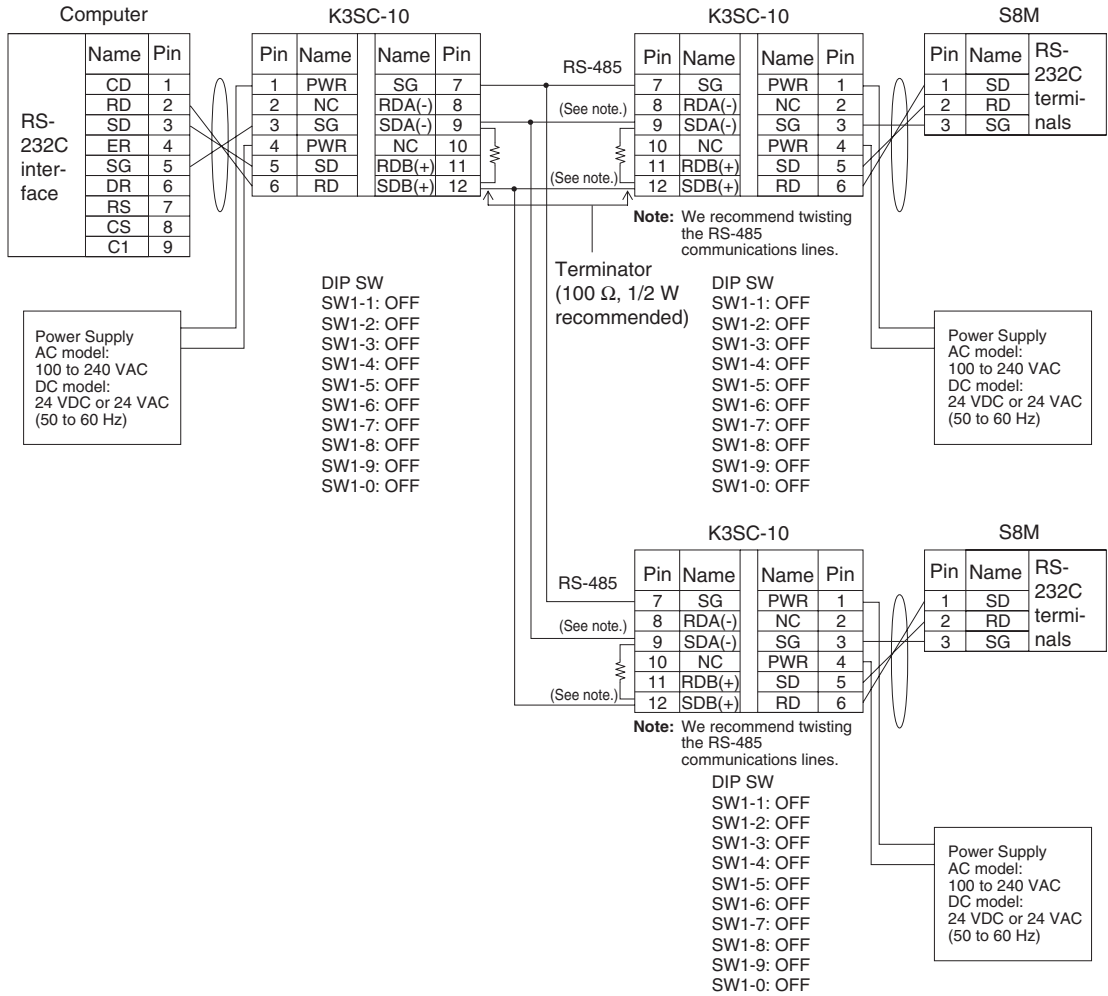 Computer
K3SC-10
K3SC-10
S8M
Name Pin
CD 1
RD 2
SD 3
ER 4
SG 5
DR 6
RS 7
CS 8
C1 9
RS-
232C
inter-
face
Pin Name Name Pin
1 PWR SG 7
2 NC RDA(-) 8
3 SG SDA(-) 9
4 PWR NC 10
5 SD RDB(+) 11
6 RD SDB(+) 12
RS-485
(See note.)
(See note.)
Pin Name Name Pin
7 SG PWR 1
8 RDA(-) NC 2
9 SDA(-) SG 3
10 NC PWR 4
11 RDB(+) SD 5
12 SDB(+) RD 6
Pin Name
1 SD
2 RD
3 SG
RS-
232C
termi-
nals
Note: We recommend twisting
the RS-485
communications lines.
Terminator
(100 Ω, 1/2 W
recommended)
Power Supply
AC model:
100 to 240 VAC
DC model:
24 VDC or 24 VAC
(50 to 60 Hz)
DIP SW
SW1-1: OFF
SW1-2: OFF
SW1-3: OFF
SW1-4: OFF
SW1-5: OFF
SW1-6: OFF
SW1-7: OFF
SW1-8: OFF
SW1-9: OFF
SW1-0: OFF
DIP SW
SW1-1: OFF
SW1-2: OFF
SW1-3: OFF
SW1-4: OFF
SW1-5: OFF
SW1-6: OFF
SW1-7: OFF
SW1-8: OFF
SW1-9: OFF
SW1-0: OFF
Power Supply
AC model:
100 to 240 VAC
DC model:
24 VDC or 24 VAC
(50 to 60 Hz)
K3SC-10
S8M
RS-485
(See note.)
(See note.)
Pin Name Name Pin
7 SG PWR 1
8 RDA(-) NC 2
9 SDA(-) SG 3
10 NC PWR 4
11 RDB(+) SD 5
12 SDB(+) RD 6
Pin Name
1 SD
2 RD
3 SG
RS-
232C
termi-
nals
Note: We recommend twisting
the RS-485
communications lines.
DIP SW
SW1-1: OFF
SW1-2: OFF
SW1-3: OFF
SW1-4: OFF
SW1-5: OFF
SW1-6: OFF
SW1-7: OFF
SW1-8: OFF
SW1-9: OFF
SW1-0: OFF
Power Supply
AC model:
100 to 240 VAC
DC model:
24 VDC or 24 VAC
(50 to 60 Hz)